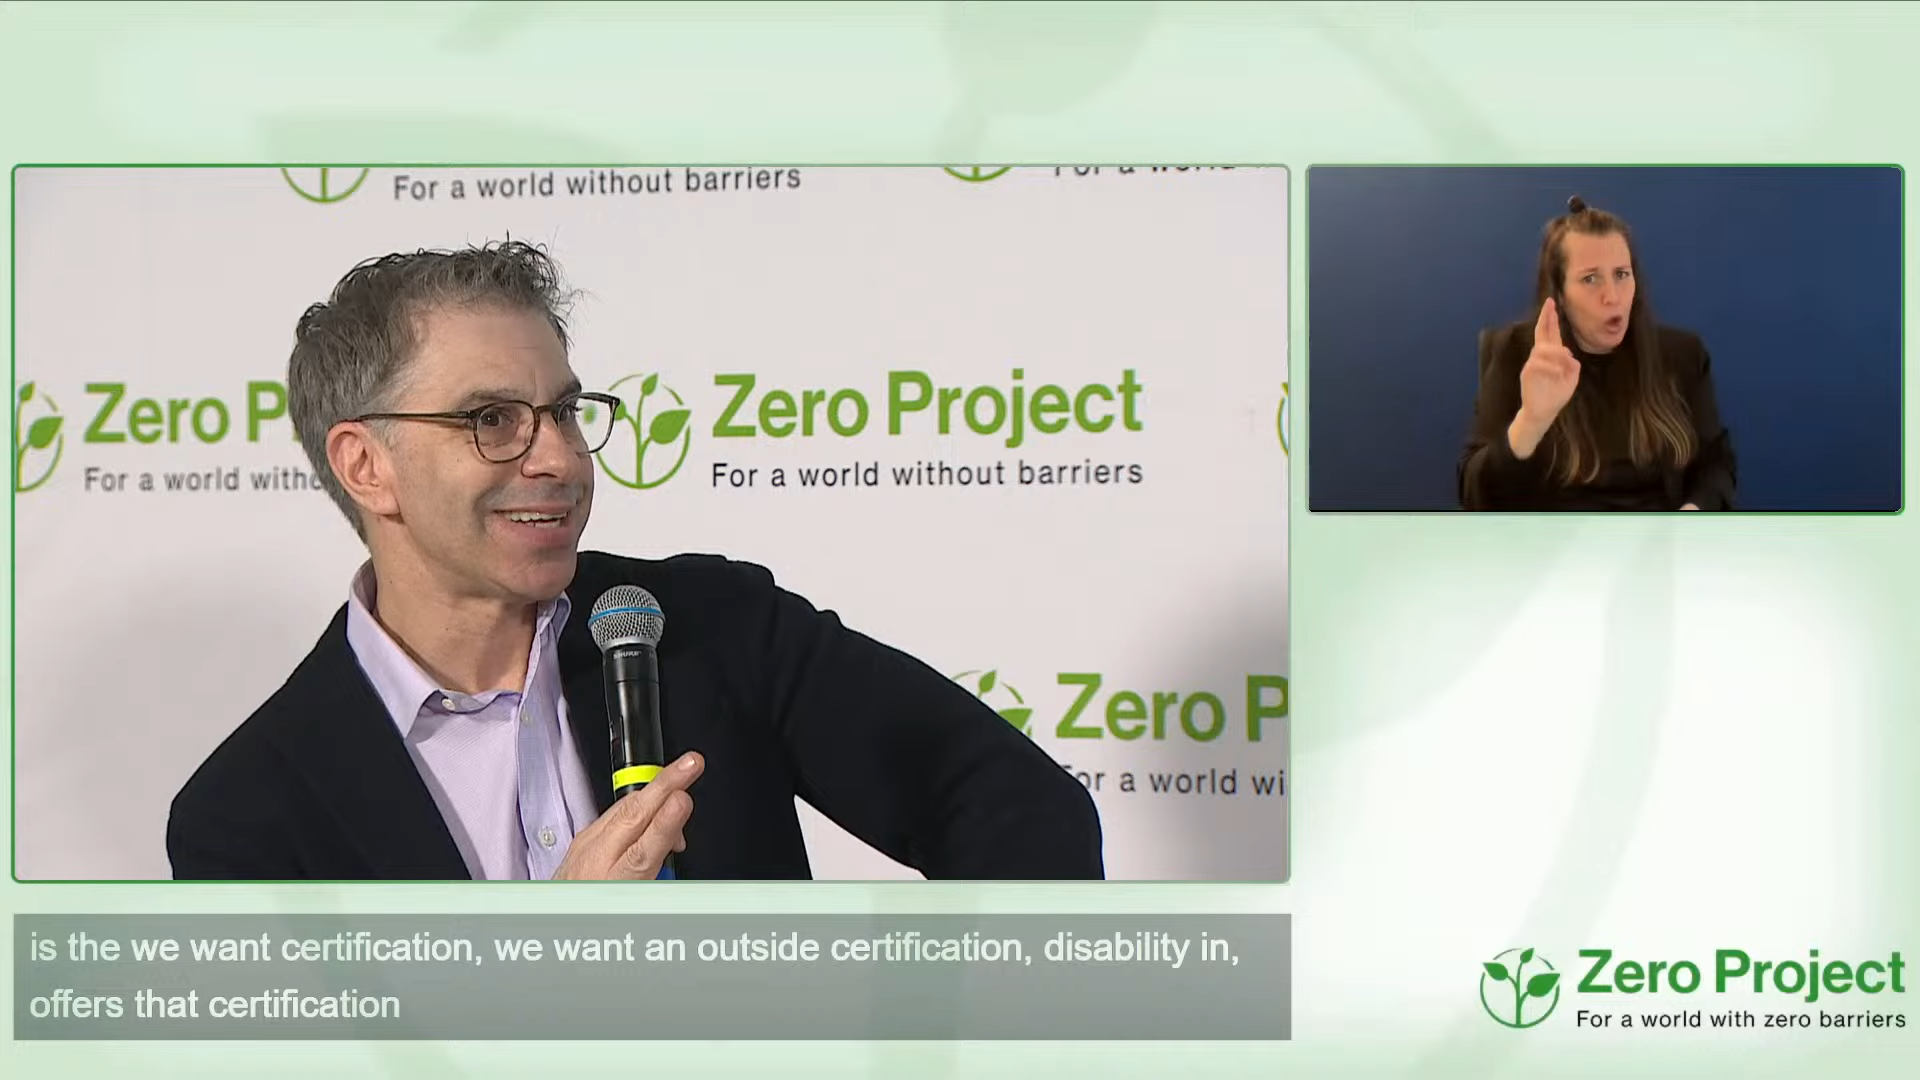 For a world without barriers
Zero P
For a world witho
Zero Project
For a world without barriers
Zero P
For a world wi
SHURE
is the we want certification, we want an outside certification, disability in,
offers that certification
Zero Project
For a world with zero barriers